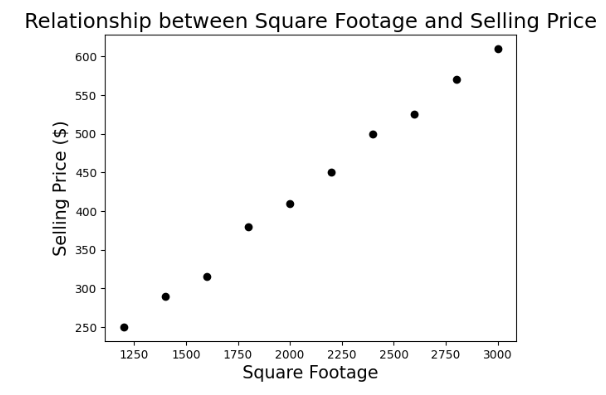 Relationship between Square Footage and Selling Price
600
550
500
450
400
350
300
250
Selling Price ($)
1250 1500 1750 2000 2250 2500 2750 3000
Square Footage